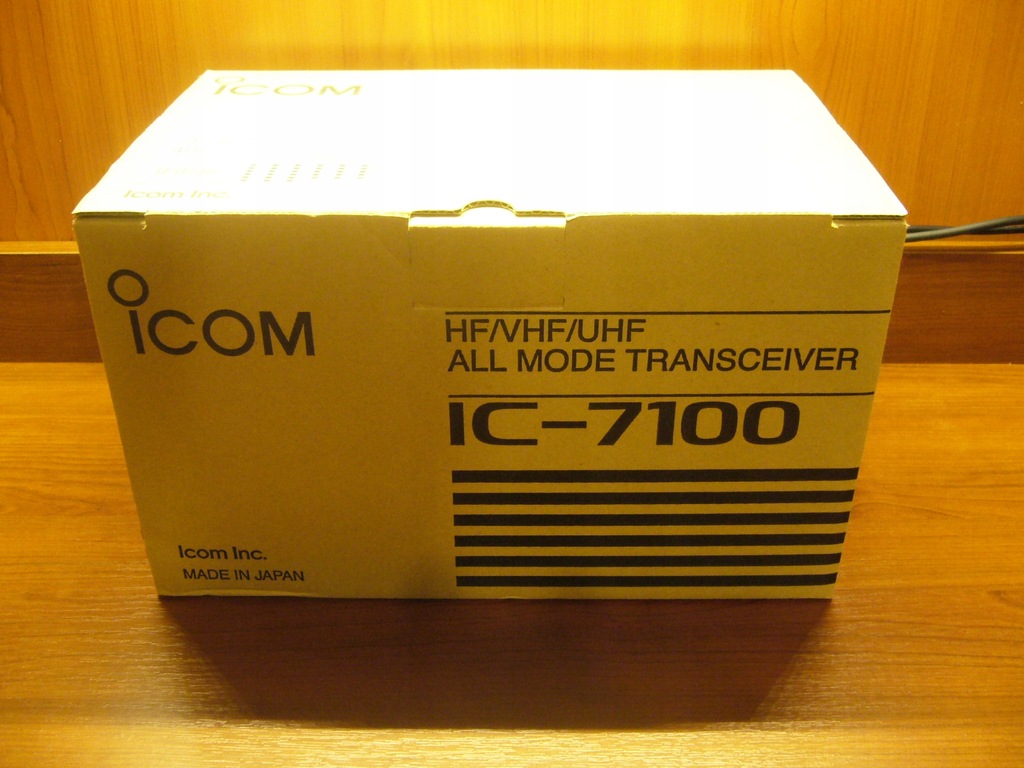 ICOM
Icom Inc.
ICOM
HF/VHF/UHF
ALL MODE TRANSCEIVER
IC-7100
Icom Inc.
MADE IN JAPAN